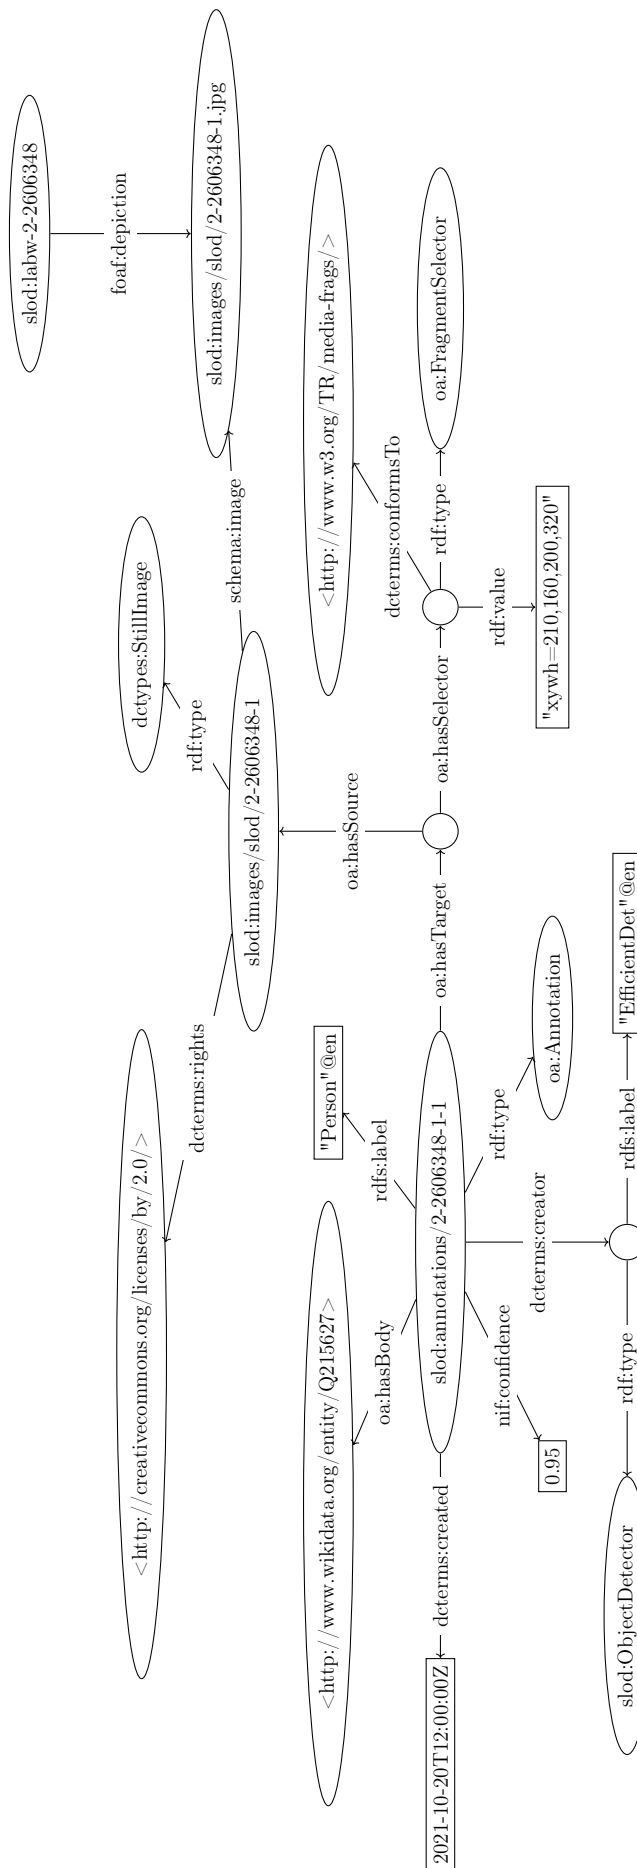 slod:labw-2-2606348
foaf:depiction
<http://creativecommons.org/licenses/by/2.0/>
dctypes:StillImage
dcterms:rights
rdf:type
schema:image
slod:images/slod/2-2606348-1
slod:images/slod/2-2606348-1.jpg
<http://www.wikidata.org/entity/Q215627>
"Person"@en
oa:hasSource
<http://www.w3.org/TR/media-frags/>
oa:hasBody
rdfs:label
dcterms:conformsTo
2021-10-20T12:00:00Z
dcterms:created
slod:annotations/2-2606348-1-1
oa:hasTarget
oa:hasSelector
rdf:type
oa:FragmentSelector
nif:confidence
dcterms:creator
rdf:type
rdf:value
0.95
oa:Annotation
"xywh=210,160,200,320"
slod:ObjectDetector
rdf:type
rdfs:label
"EfficientDet"@en